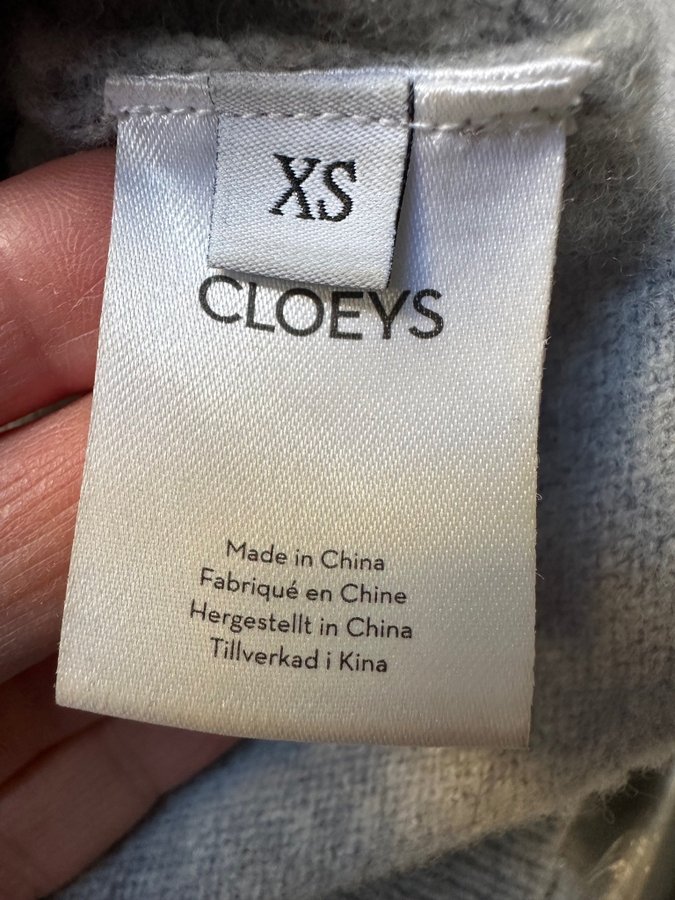 XS
CLOEYS
Made in China
Fabriqué en Chine
Hergestellt in China
Tillverkad i Kina